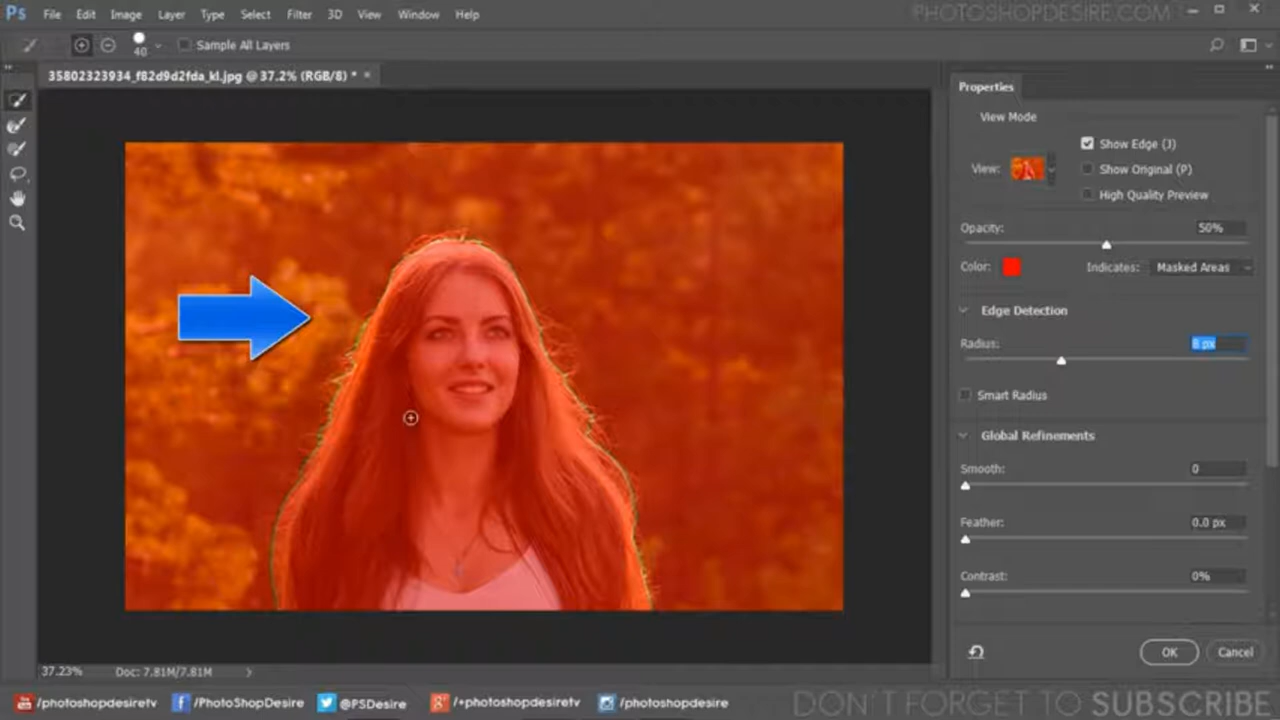 Ps File Edit Image Layer Type Select Filter 3D View Window Help
PHOTOSHOPDESIRE.COM
40 Sample All Layers
35802323934_f82d9d2fda_kl.jpg @ 37.2% (RGB/8) *
Properties
View Mode
Show Edge (J)
View:
Show Original (P)
High Quality Preview
Opacity: 50%
Color: Indicates: Masked Areas
Edge Detection
Radius: 8 px
Smart Radius
Global Refinements
Smooth: 0
Feather: 0.0 px
Contrast: 0%
OK Cancel
37.23% Doc: 7.81M/7.81M
/photoshopdesiretv /PhotoShopDesire @PSDesire /+photoshopdesiretv /photoshopdesire
DON'T FORGET TO SUBSCRIBE